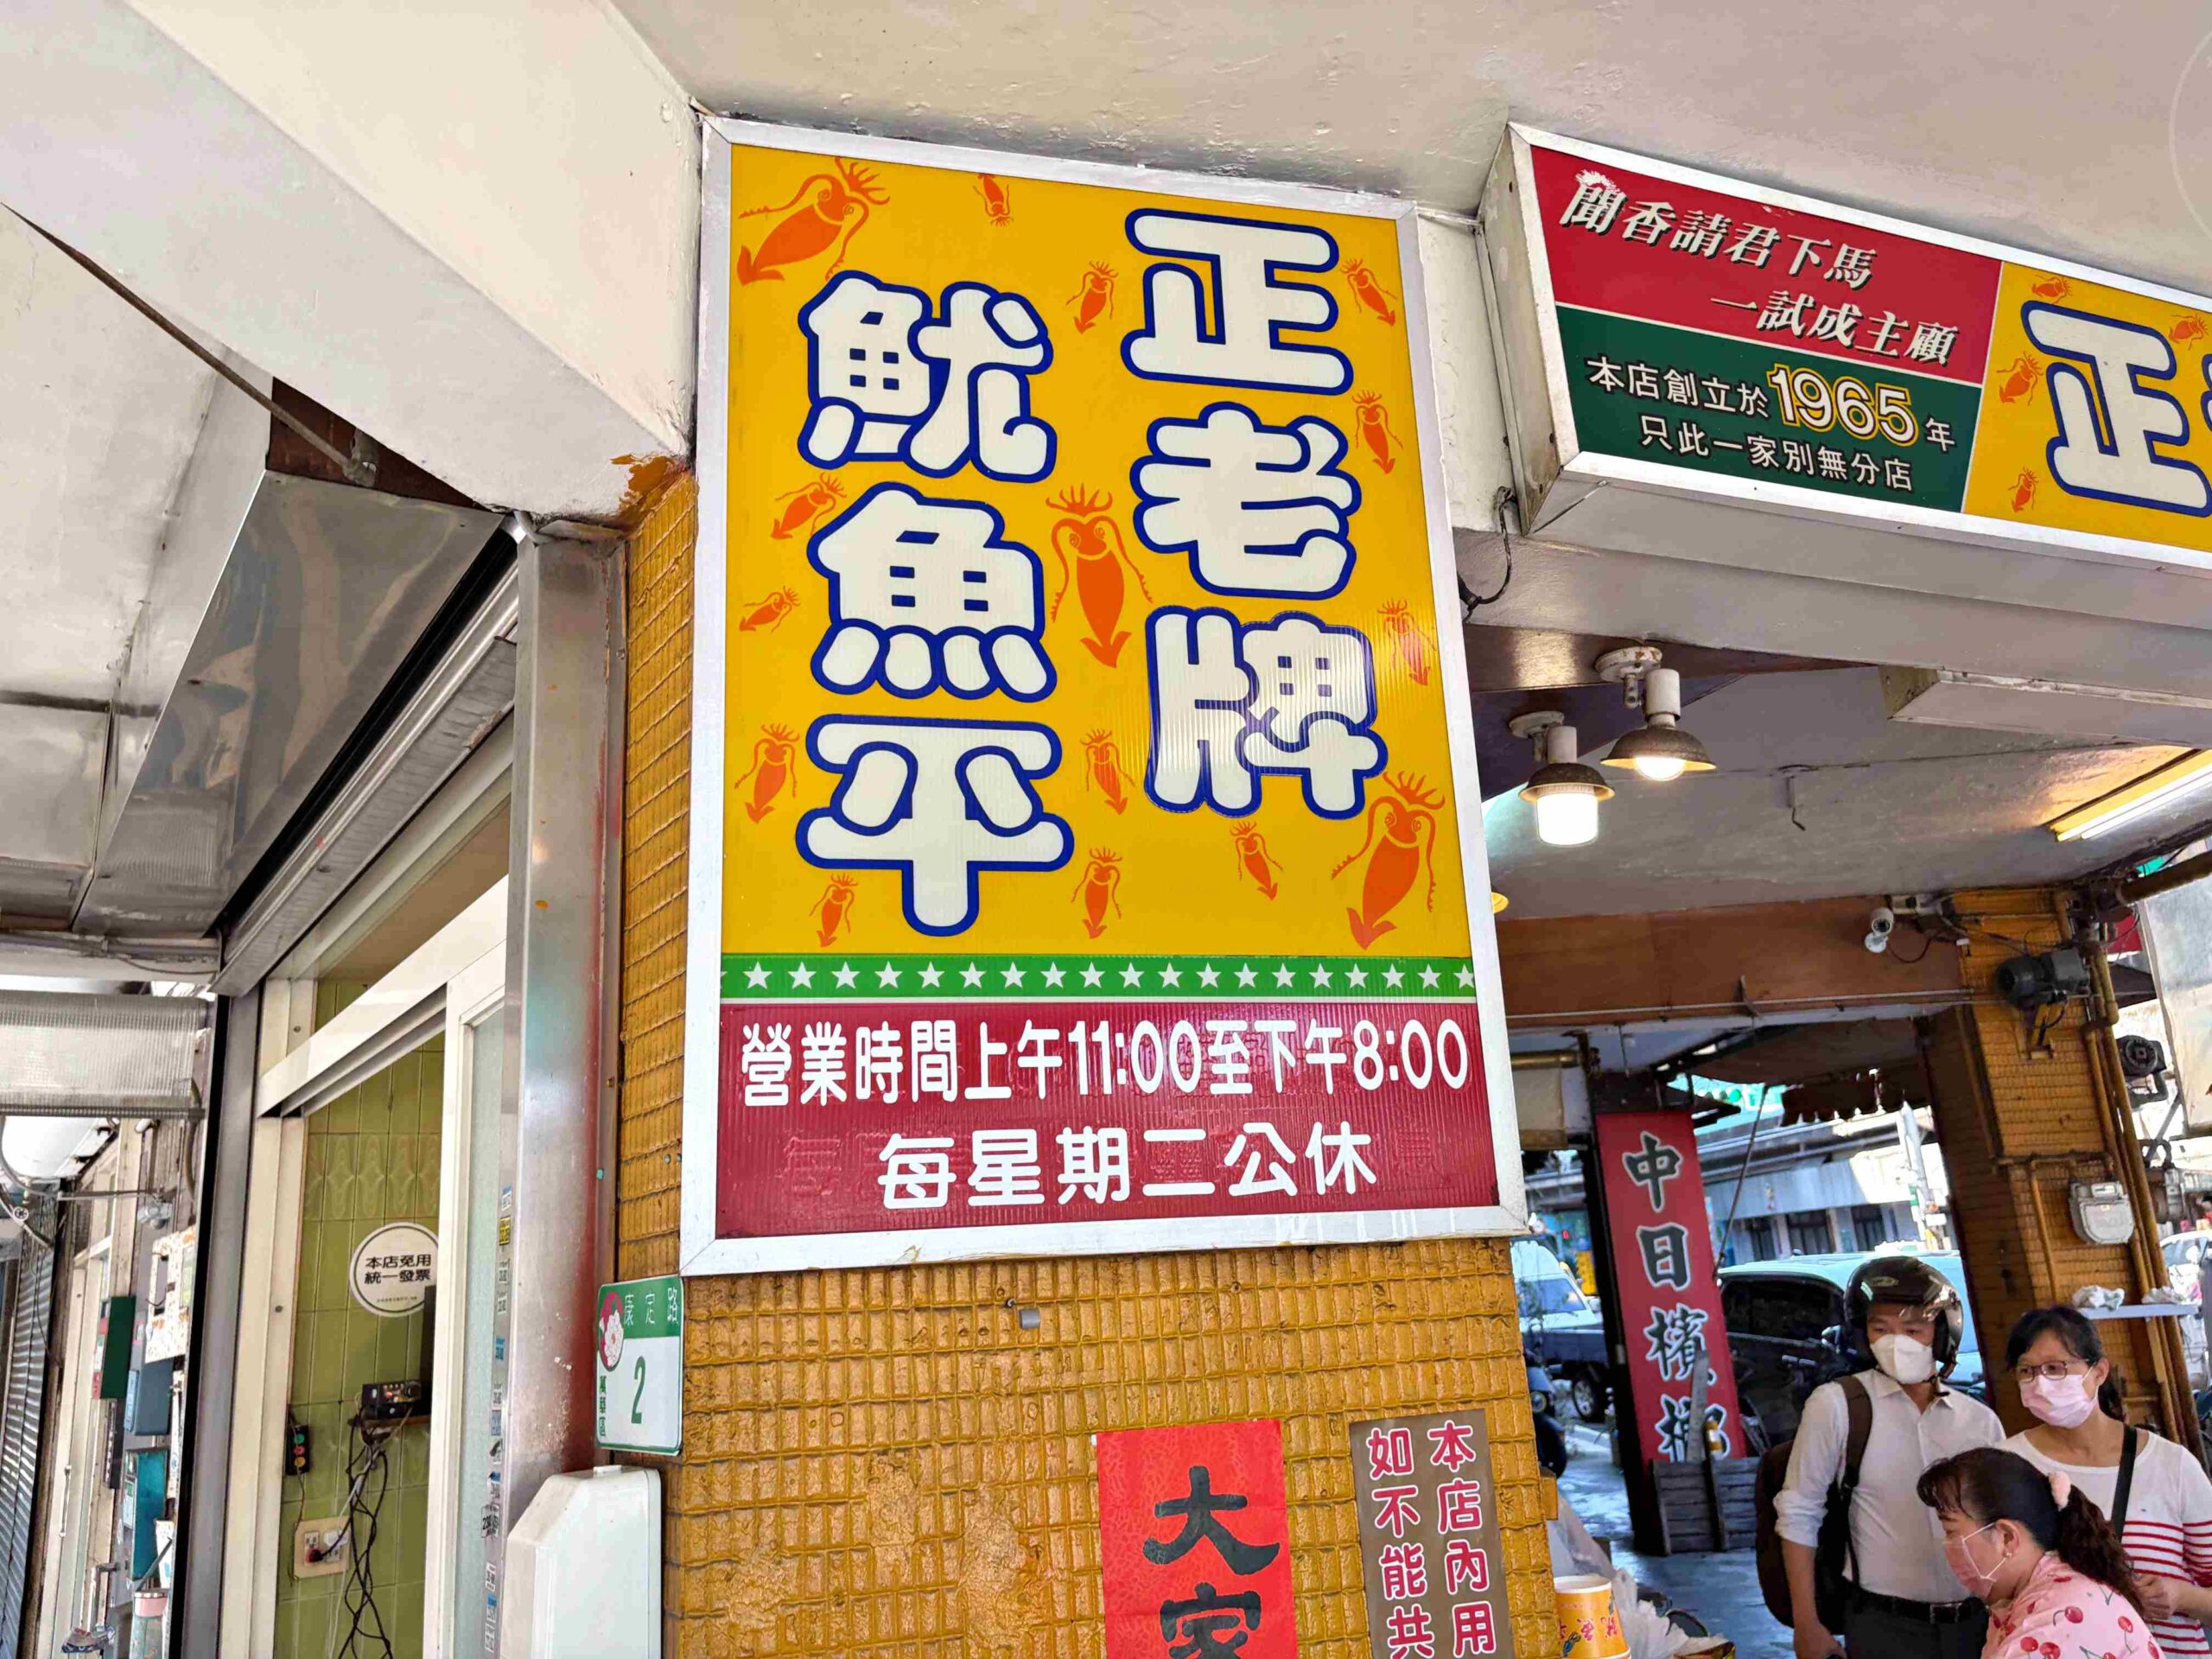 正老牌
魷魚平
營業時間上午11:00至下午8:00
每星期二公休
聞香請君下馬
一試成主顧
本店創立於1965年
只此一家別無分店
正
本店免用
統一發票
康定路
2
萬華區
大家
本店內用
如不能共
中日檳榔